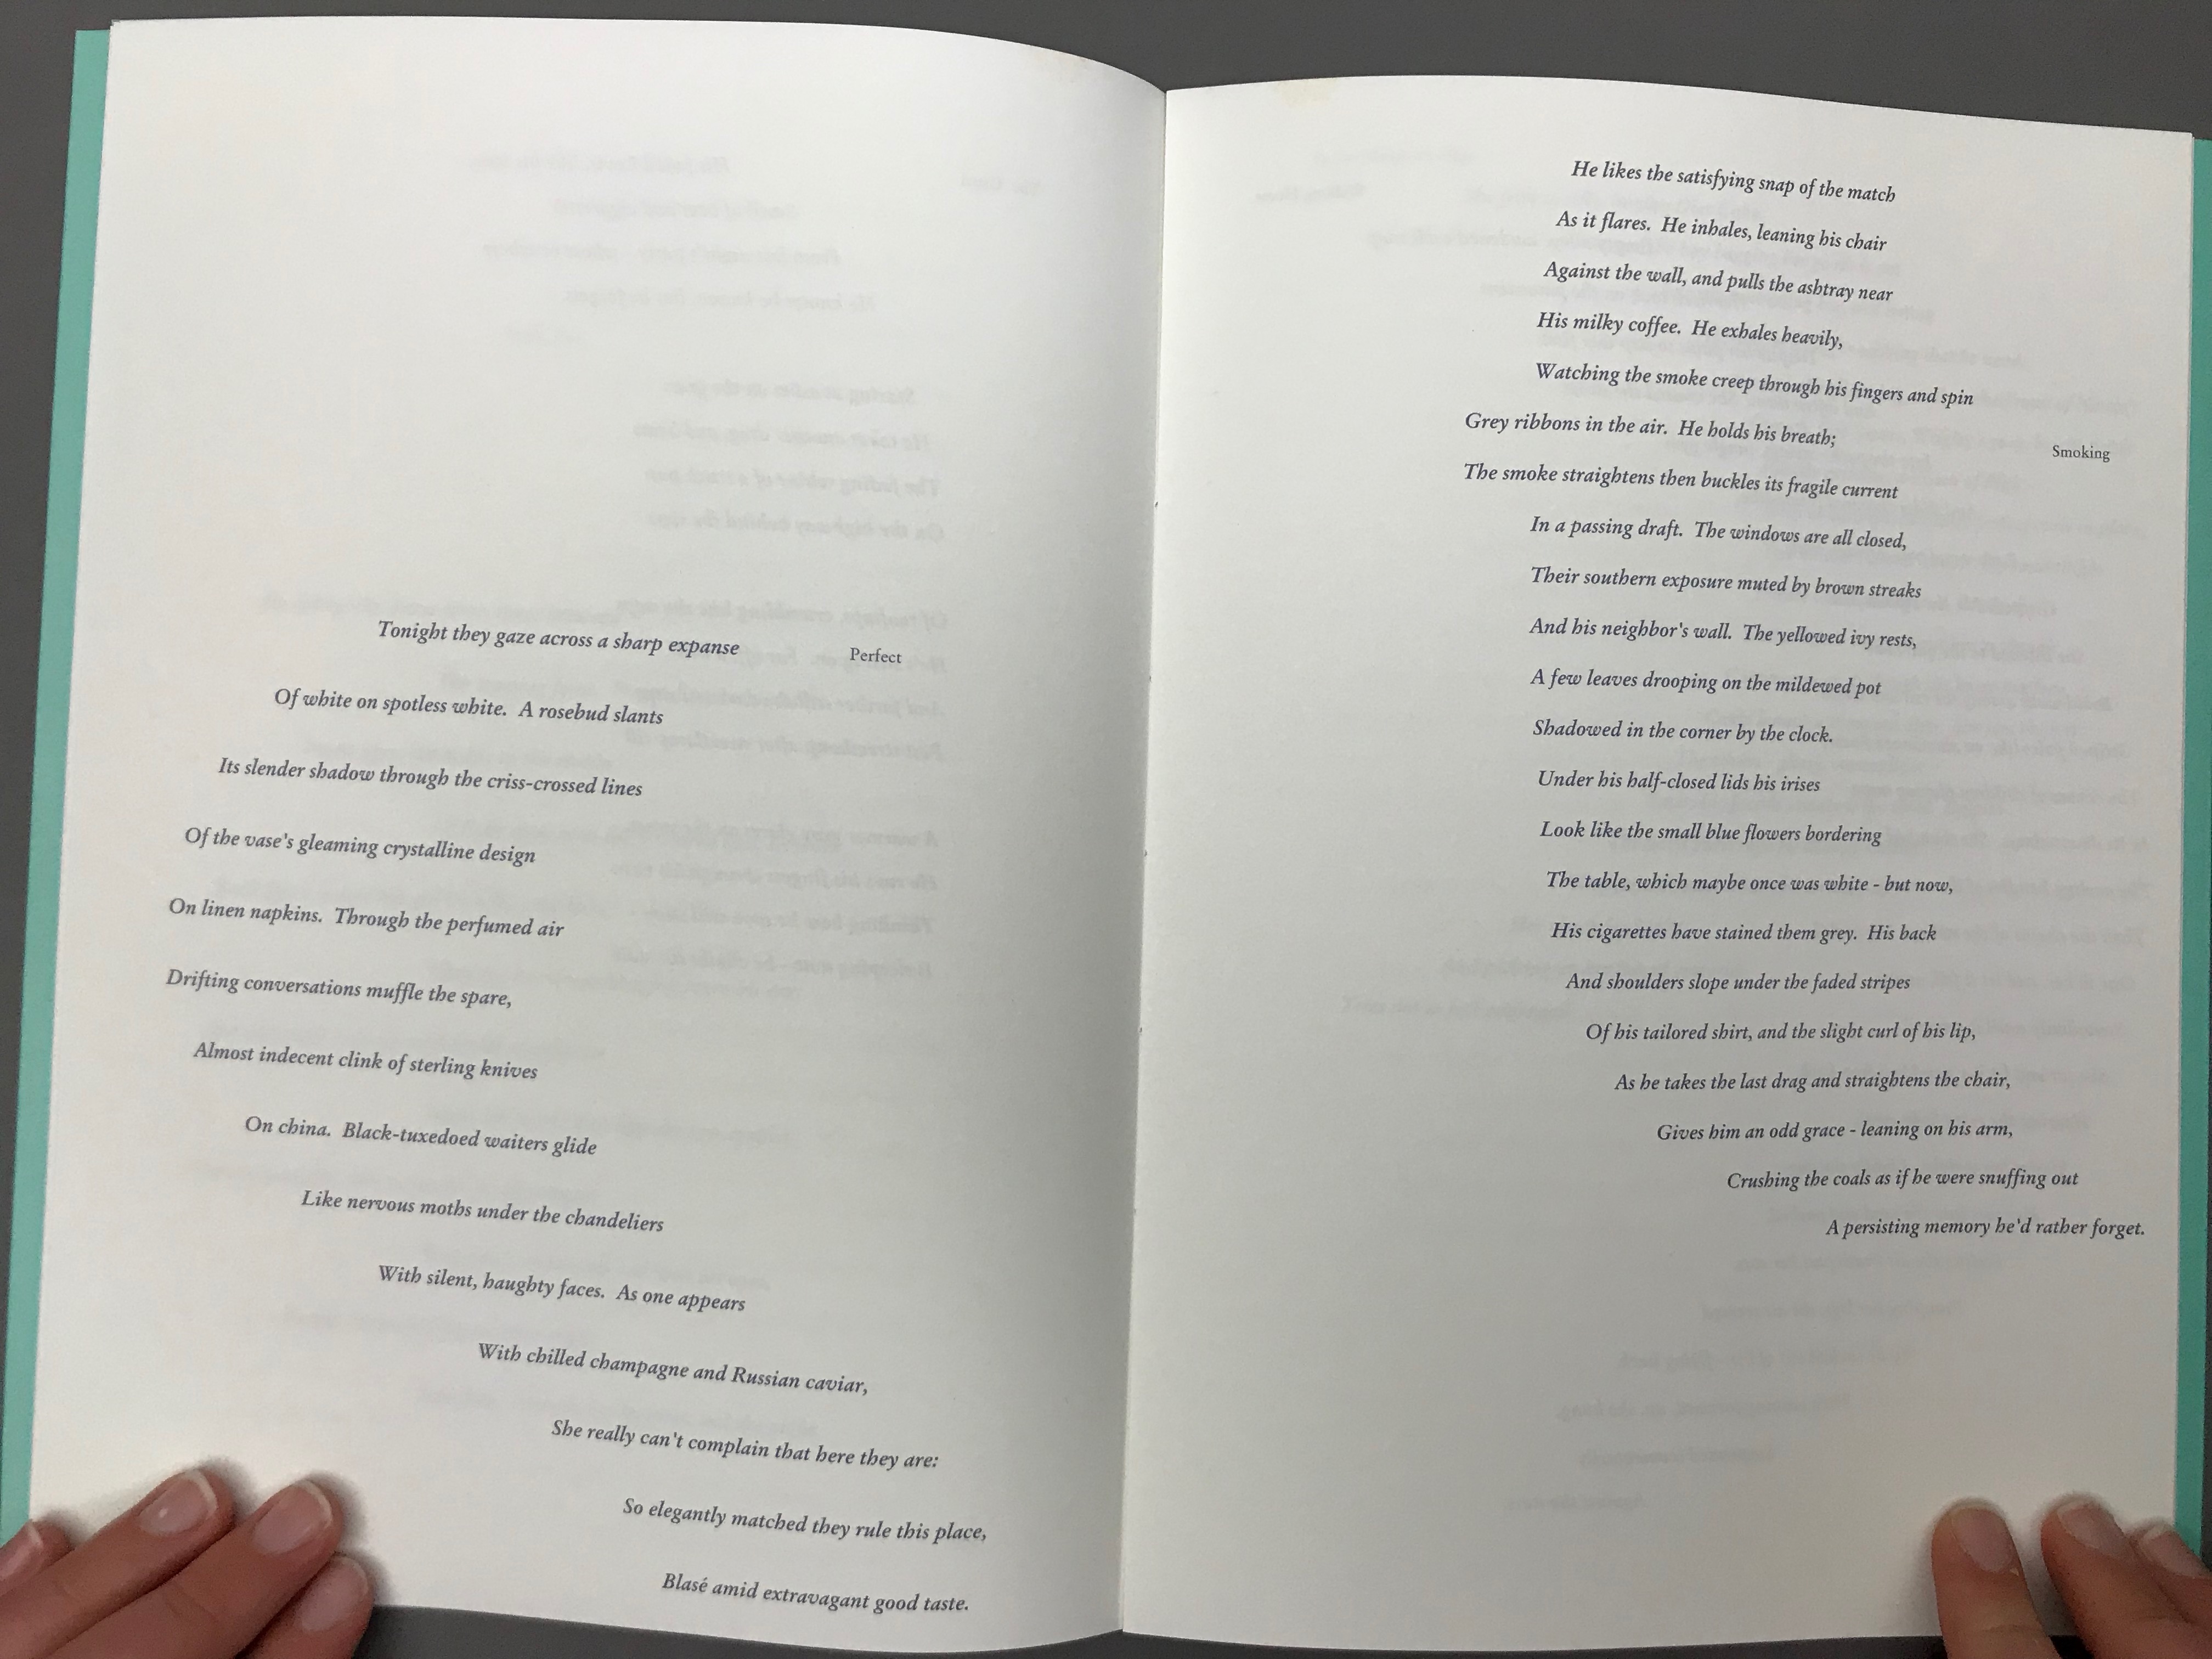 Perfect
Tonight they gaze across a sharp expanse
Of white on spotless white. A rosebud slants
Its slender shadow through the criss-crossed lines
Of the vase's gleaming crystalline design
On linen napkins. Through the perfumed air
Drifting conversations muffle the spare,
Almost indecent clink of sterling knives
On china. Black-tuxedoed waiters glide
Like nervous moths under the chandeliers
With silent, haughty faces. As one appears
With chilled champagne and Russian caviar,
She really can't complain that here they are:
So elegantly matched they rule this place,
Blasé amid extravagant good taste.
Smoking
He likes the satisfying snap of the match
As it flares. He inhales, leaning his chair
Against the wall, and pulls the ashtray near
His milky coffee. He exhales heavily,
Watching the smoke creep through his fingers and spin
Grey ribbons in the air. He holds his breath;
The smoke straightens then buckles its fragile current
In a passing draft. The windows are all closed,
Their southern exposure muted by brown streaks
And his neighbor's wall. The yellowed ivy rests,
A few leaves drooping on the mildewed pot
Shadowed in the corner by the clock.
Under his half-closed lids his irises
Look like the small blue flowers bordering
The table, which maybe once was white - but now,
His cigarettes have stained them grey. His back
And shoulders slope under the faded stripes
Of his tailored shirt, and the slight curl of his lip,
As he takes the last drag and straightens the chair,
Gives him an odd grace - leaning on his arm,
Crushing the coals as if he were snuffing out
A persisting memory he'd rather forget.